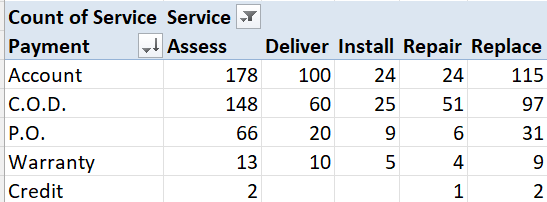 Count of Service Service
Payment Assess Deliver Install Repair Replace
Account 178 100 24 24 115
C.O.D. 148 60 25 51 97
P.O. 66 20 9 6 31
Warranty 13 10 5 4 9
Credit 2 1 2